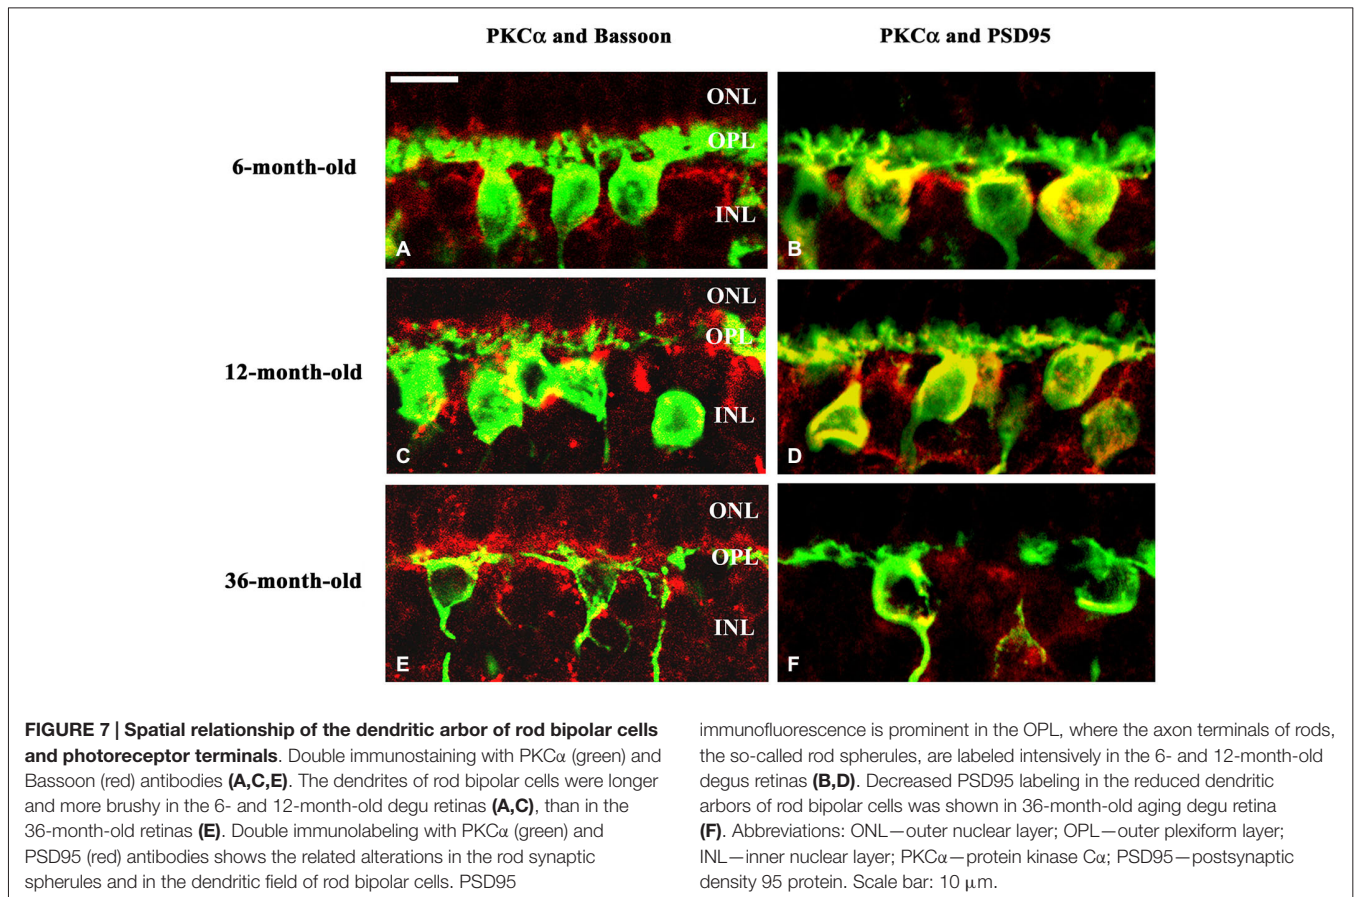 PKCα and Bassoon
PKCα and PSD95
6-month-old
ONL
OPL
INL
A
B
12-month-old
ONL
OPL
INL
C
D
36-month-old
ONL
OPL
INL
E
F
FIGURE 7 | Spatial relationship of the dendritic arbor of rod bipolar cells
and photoreceptor terminals. Double immunostaining with PKCα (green) and
Bassoon (red) antibodies (A,C,E). The dendrites of rod bipolar cells were longer
and more brushy in the 6- and 12-month-old degu retinas (A,C), than in the
36-month-old retinas (E). Double immunolabeling with PKCα (green) and
PSD95 (red) antibodies shows the related alterations in the rod synaptic
spherules and in the dendritic field of rod bipolar cells. PSD95
immunofluorescence is prominent in the OPL, where the axon terminals of rods,
the so-called rod spherules, are labeled intensively in the 6- and 12-month-old
degus retinas (B,D). Decreased PSD95 labeling in the reduced dendritic
arbors of rod bipolar cells was shown in 36-month-old aging degu retina
(F). Abbreviations: ONL—outer nuclear layer; OPL—outer plexiform layer;
INL—inner nuclear layer; PKCα—protein kinase Cα; PSD95—postsynaptic
density 95 protein. Scale bar: 10 μm.